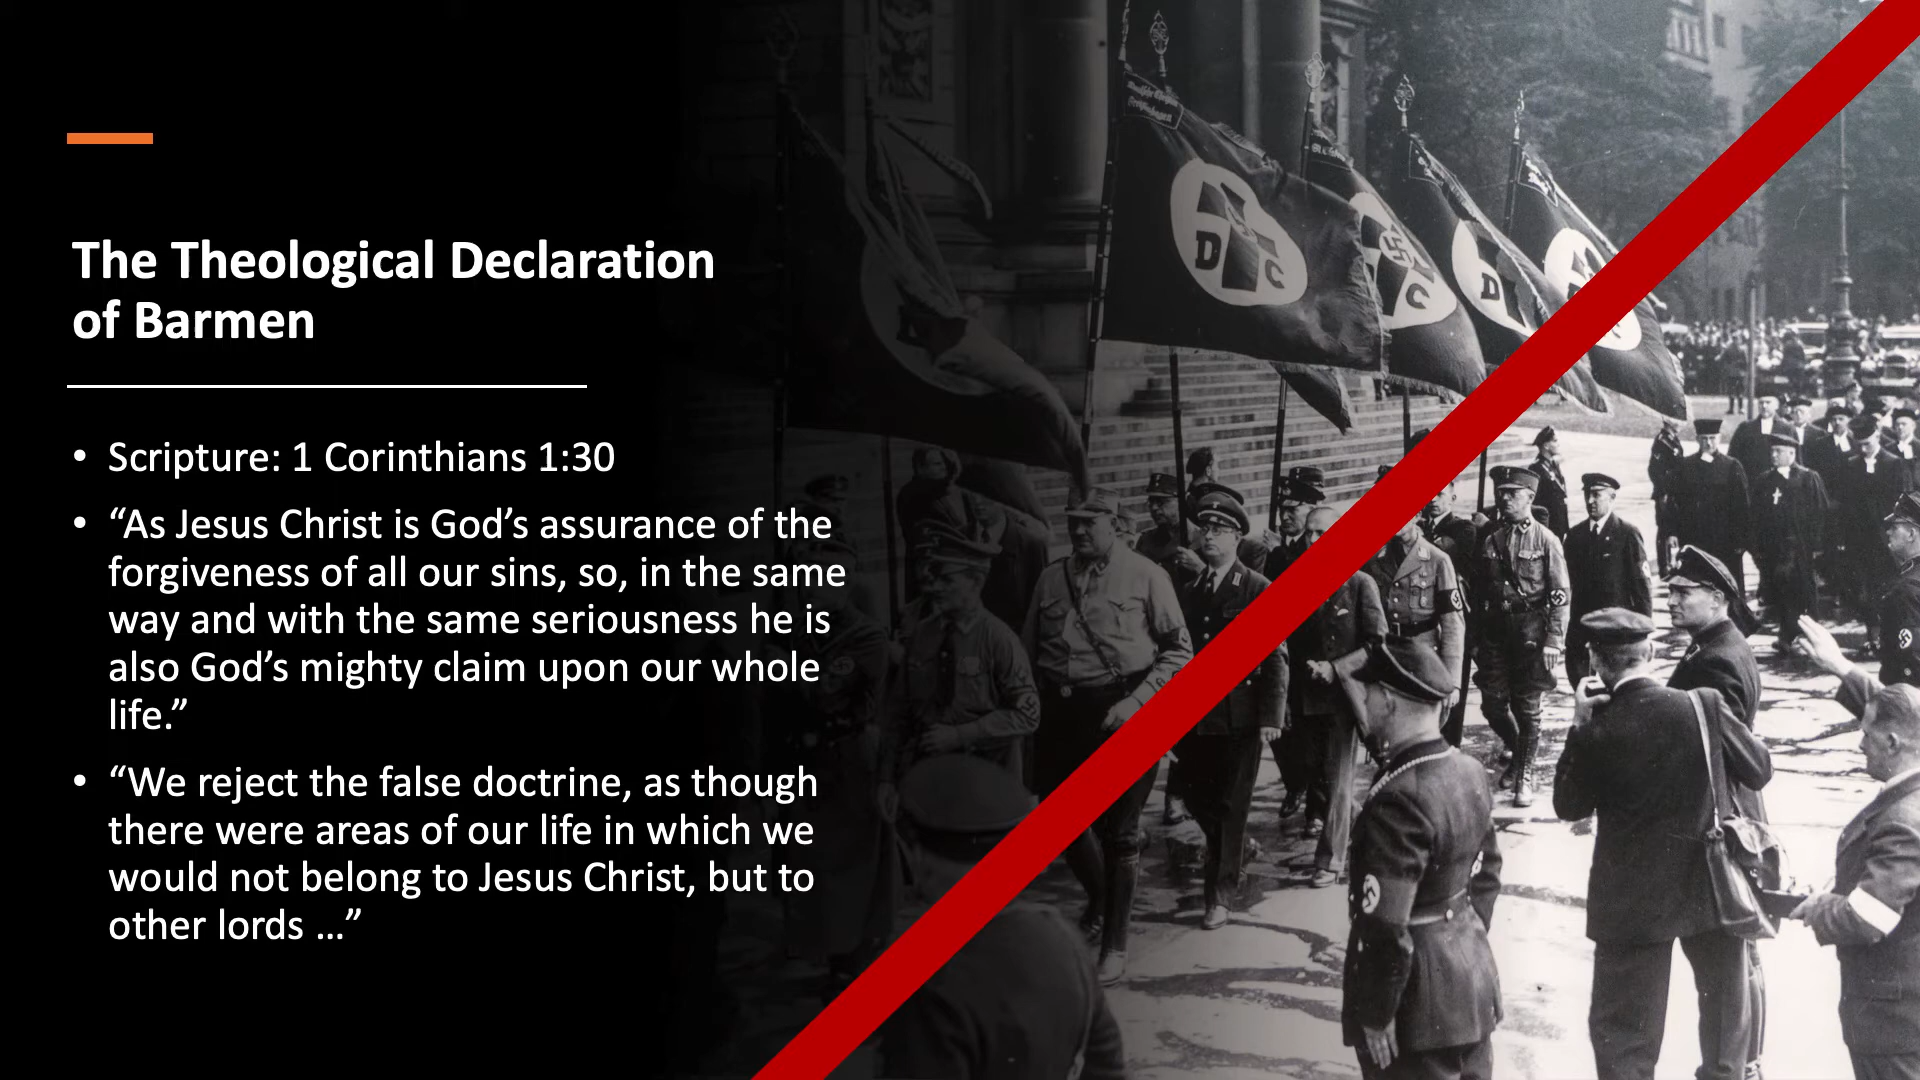 The Theological Declaration
of Barmen
• Scripture: 1 Corinthians 1:30
• “As Jesus Christ is God’s assurance of the
forgiveness of all our sins, so, in the same
way and with the same seriousness he is
also God’s mighty claim upon our whole
life.”
• “We reject the false doctrine, as though
there were areas of our life in which we
would not belong to Jesus Christ, but to
other lords …”
Deutsche Christen
D C
C
D